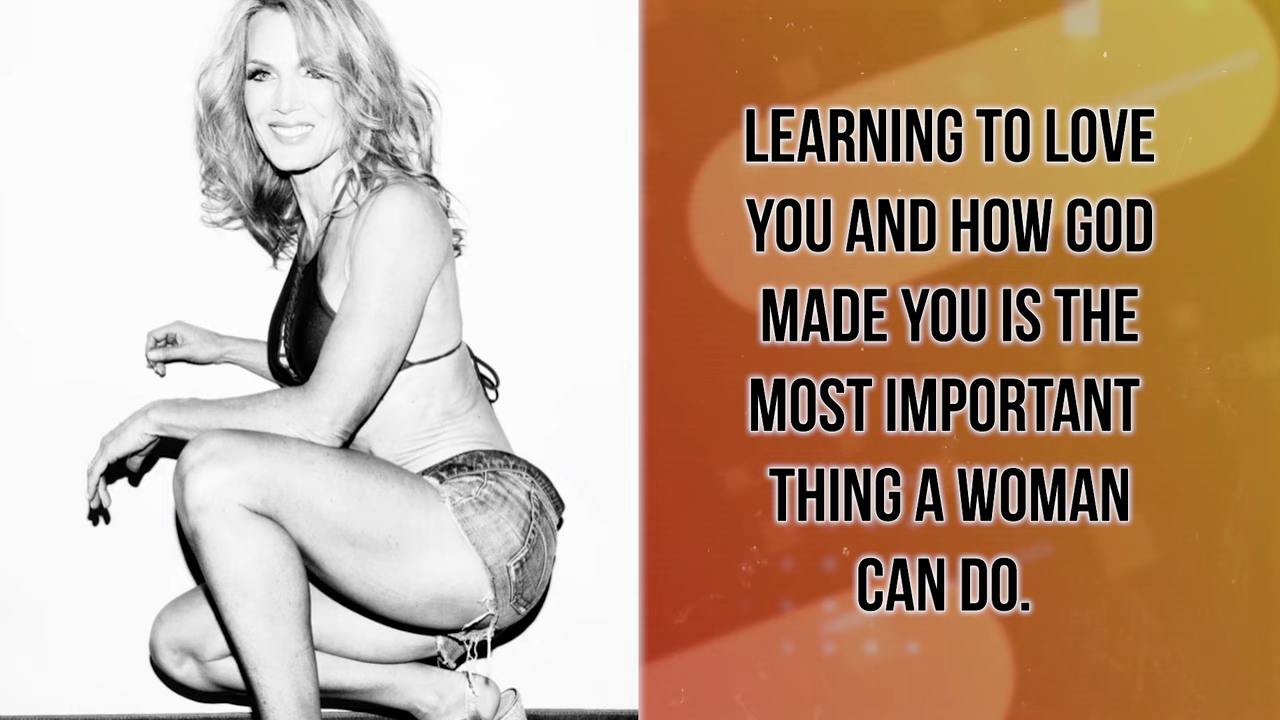 LEARNING TO LOVE
YOU AND HOW GOD
MADE YOU IS THE
MOST IMPORTANT
THING A WOMAN
CAN DO.